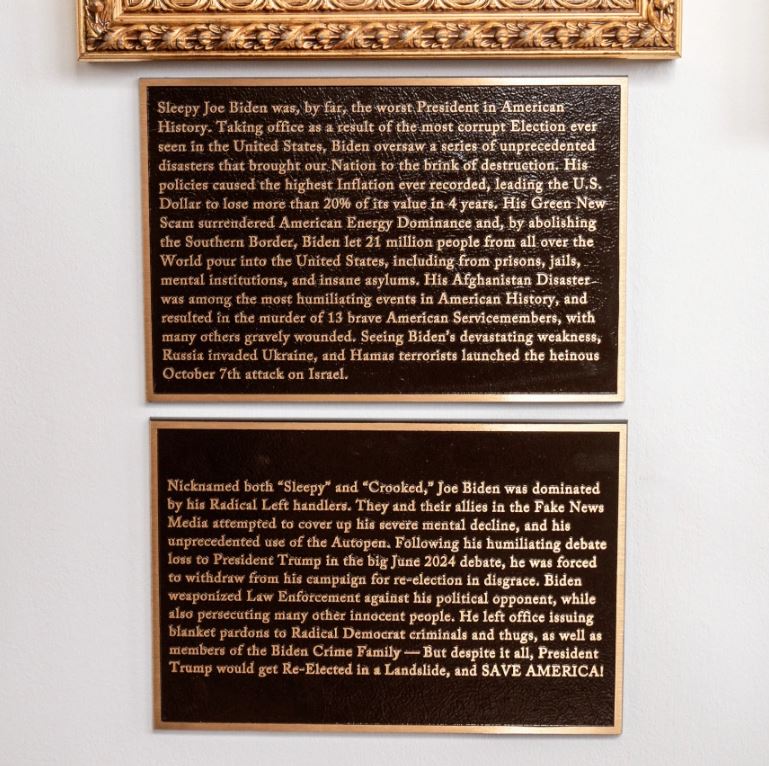 Sleepy Joe Biden was, by far, the worst President in American
History. Taking office as a result of the most corrupt Election ever
seen in the United States, Biden oversaw a series of unprecedented
disasters that brought our Nation to the brink of destruction. His
policies caused the highest Inflation ever recorded, leading the U.S.
Dollar to lose more than 20% of its value in 4 years. His Green New
Scam surrendered American Energy Dominance and, by abolishing
the Southern Border, Biden let 21 million people from all over the
World pour into the United States, including from prisons, jails,
mental institutions, and insane asylums. His Afghanistan Disaster
was among the most humiliating events in American History, and
resulted in the murder of 13 brave American Servicemembers, with
many others gravely wounded. Seeing Biden's devastating weakness,
Russia invaded Ukraine, and Hamas terrorists launched the heinous
October 7th attack on Israel.
Nicknamed both "Sleepy" and "Crooked," Joe Biden was dominated
by his Radical Left handlers. They and their allies in the Fake News
Media attempted to cover up his severe mental decline, and his
unprecedented use of the Autopen. Following his humiliating debate
loss to President Trump in the big June 2024 debate, he was forced
to withdraw from his campaign for re-election in disgrace. Biden
weaponized Law Enforcement against his political opponent, while
also persecuting many other innocent people. He left office issuing
blanket pardons to Radical Democrat criminals and thugs, as well as
members of the Biden Crime Family — But despite it all, President
Trump would get Re-Elected in a Landslide, and SAVE AMERICA!